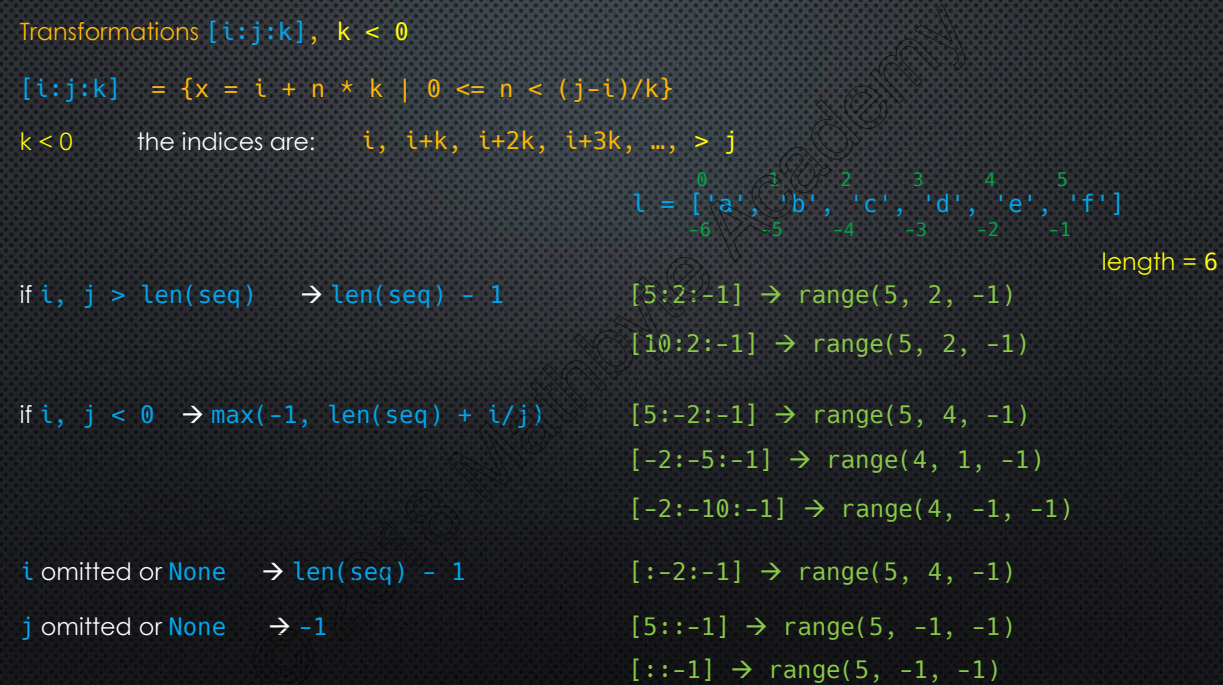 Transformations [i:j:k], k < 0
[i:j:k] = {x = i + n * k | 0 <= n < (j-i)/k}
k < 0 the indices are: i, i+k, i+2k, i+3k, …, > j
0 1 2 3 4 5
l = ['a', 'b', 'c', 'd', 'e', 'f']
-6 -5 -4 -3 -2 -1
length = 6
if i, j > len(seq) → len(seq) - 1 [5:2:-1] → range(5, 2, -1)
[10:2:-1] → range(5, 2, -1)
if i, j < 0 → max(-1, len(seq) + i/j) [5:-2:-1] → range(5, 4, -1)
[-2:-5:-1] → range(4, 1, -1)
[-2:-10:-1] → range(4, -1, -1)
i omitted or None → len(seq) - 1 [:-2:-1] → range(5, 4, -1)
j omitted or None → -1 [5::-1] → range(5, -1, -1)
[::-1] → range(5, -1, -1)
© MathByte Academy